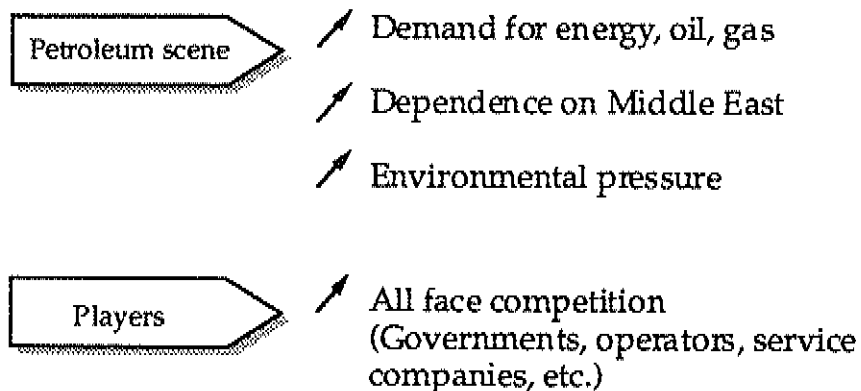 Petroleum scene
Demand for energy, oil, gas
Dependence on Middle East
Environmental pressure
Players
All face competition
(Governments, operators, service
companies, etc.)